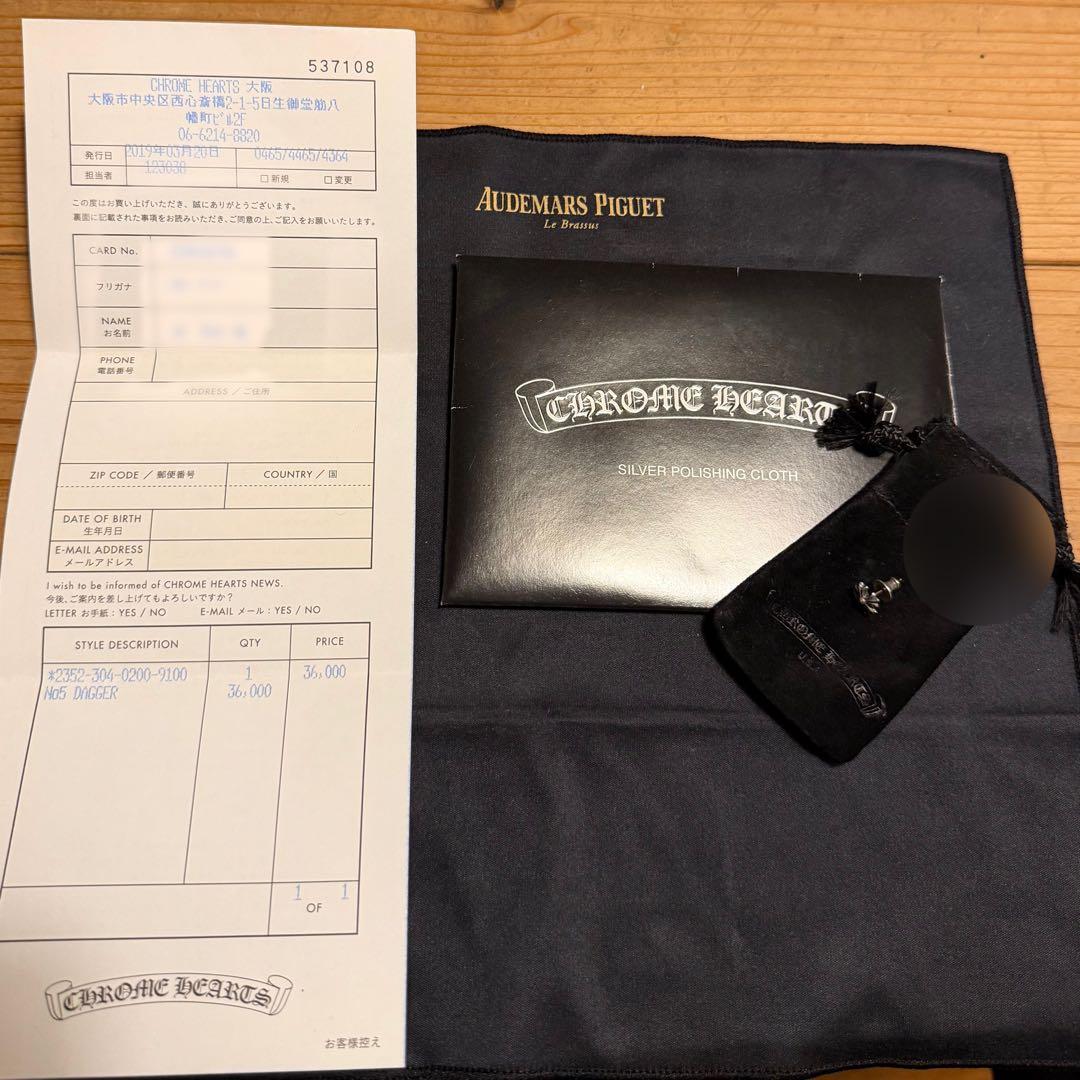 537108
CHROME HEARTS 大阪
大阪市中央区西心斎橋2-1-5日生御堂筋八
幡町ﾋﾞﾙ2F
06-6214-8820
発行日 2019年03月20日 0465/4465/4364
担当者 123038 □ 新規 □ 変更
この度はお買い上げいただき、誠にありがとうございます。
裏面に記載された事項をお読みいただき、ご同意の上、ご記入をお願いいたします。
CARD No.
フリガナ
NAME
お名前
PHONE
電話番号
ADDRESS / ご住所
ZIP CODE / 郵便番号 COUNTRY / 国
DATE OF BIRTH
生年月日
E-MAIL ADDRESS
メールアドレス
I wish to be informed of CHROME HEARTS NEWS.
今後、ご案内を差し上げてもよろしいですか？
LETTER お手紙 : YES / NO E-MAIL メール : YES / NO
STYLE DESCRIPTION QTY PRICE
*2352-304-0200-9100 1 36,000
No5 DAGGER 36,000
1 OF 1
CHROME HEARTS
お客様控え
AUDEMARS PIGUET
Le Brassus
CHROME HEART
SILVER POLISHING CLOTH
CHROME HEARTS